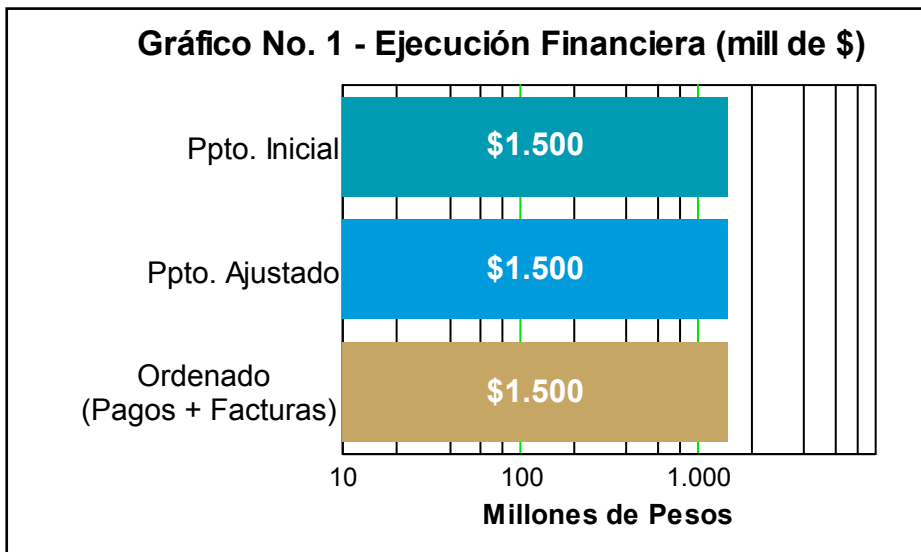 Gráfico No. 1 - Ejecución Financiera (mill de $)
Ppto. Inicial
$1.500
Ppto. Ajustado
$1.500
Ordenado
(Pagos + Facturas)
$1.500
10
100
1.000
Millones de Pesos